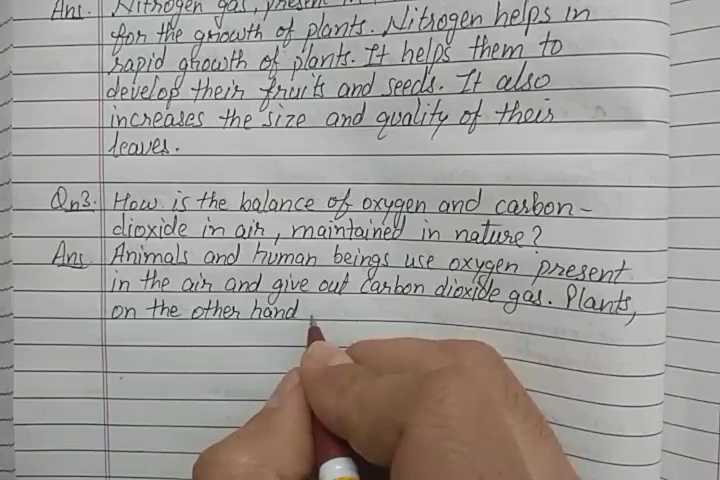 Ans. Nitrogen gas, present in
for the growth of plants. Nitrogen helps in
rapid growth of plants. It helps them to
develop their fruits and seeds. It also
increases the size and quality of their
leaves.
Qn3. How is the balance of oxygen and carbon-
dioxide in air, maintained in nature?
Ans. Animals and human beings use oxygen present
in the air and give out carbon dioxide gas. Plants,
on the other hand